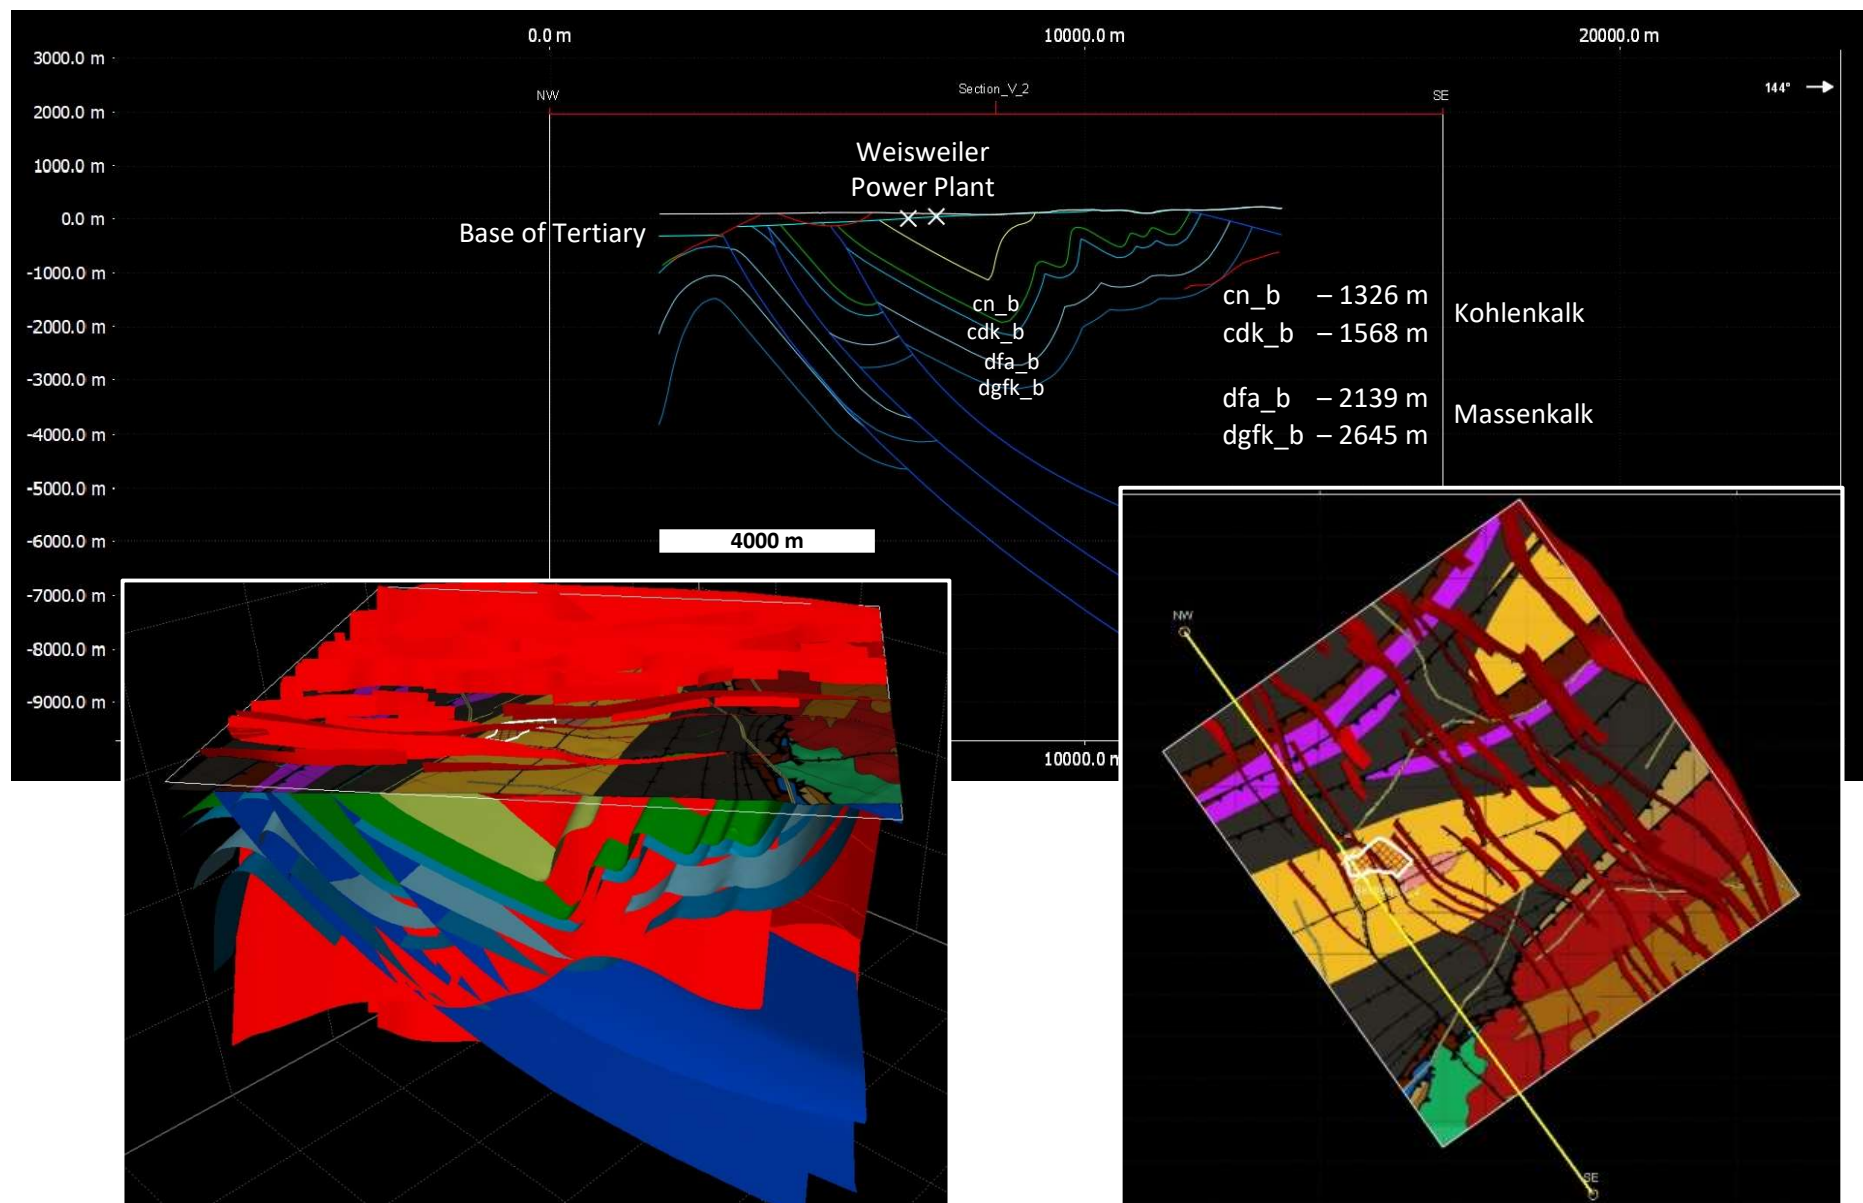 0.0 m
10000.0 m
20000.0 m
3000.0 m
Section_V_2
144°
NW
SE
2000.0 m
Weisweiler
Power Plant
1000.0 m
0.0 m
Base of Tertiary
-1000.0 m
cn_b – 1326 m
cdk_b – 1568 m
Kohlenkalk
cn_b
cdk_b
dfa_b
dgfk_b
-2000.0 m
-3000.0 m
dfa_b – 2139 m
dgfk_b – 2645 m
Massenkalk
-4000.0 m
-5000.0 m
-6000.0 m
4000 m
-7000.0 m
-8000.0 m
-9000.0 m
10000.0 m
NW
SE